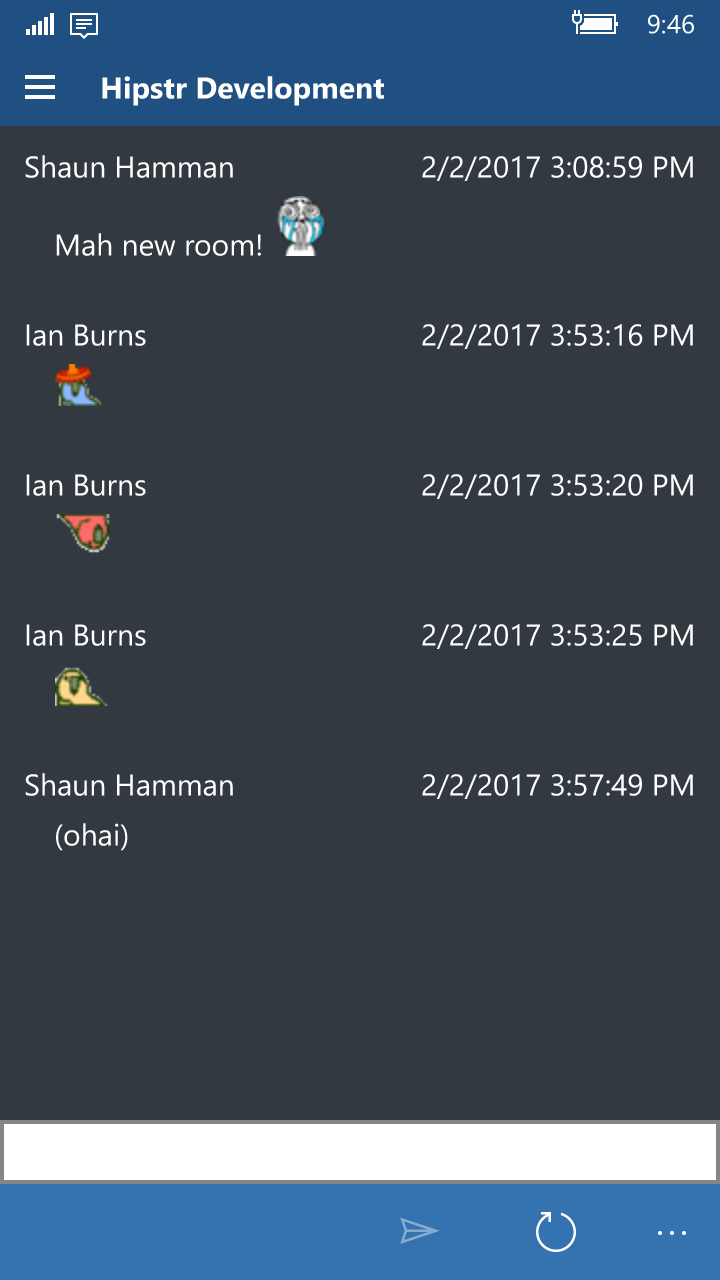 9:46
Hipstr Development
Shaun Hamman 2/2/2017 3:08:59 PM
Mah new room!
Ian Burns 2/2/2017 3:53:16 PM
Ian Burns 2/2/2017 3:53:20 PM
Ian Burns 2/2/2017 3:53:25 PM
Shaun Hamman 2/2/2017 3:57:49 PM
(ohai)